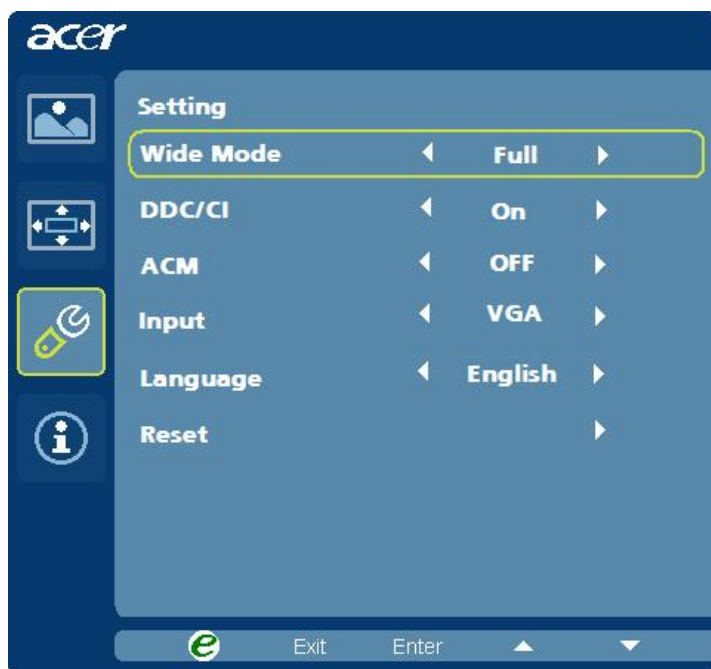 acer
Setting
Wide Mode Full
DDC/CI On
ACM OFF
Input VGA
Language English
Reset
e Exit Enter